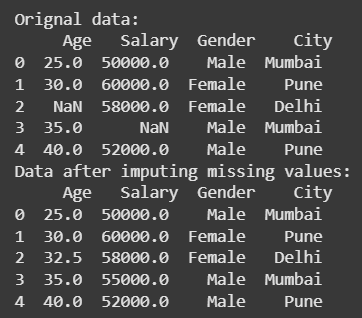 Orignal data:
    Age   Salary  Gender    City
0  25.0  50000.0    Male  Mumbai
1  30.0  60000.0  Female    Pune
2   NaN  58000.0  Female   Delhi
3  35.0      NaN    Male  Mumbai
4  40.0  52000.0    Male    Pune
Data after imputing missing values:
    Age   Salary  Gender    City
0  25.0  50000.0    Male  Mumbai
1  30.0  60000.0  Female    Pune
2  32.5  58000.0  Female   Delhi
3  35.0  55000.0    Male  Mumbai
4  40.0  52000.0    Male    Pune